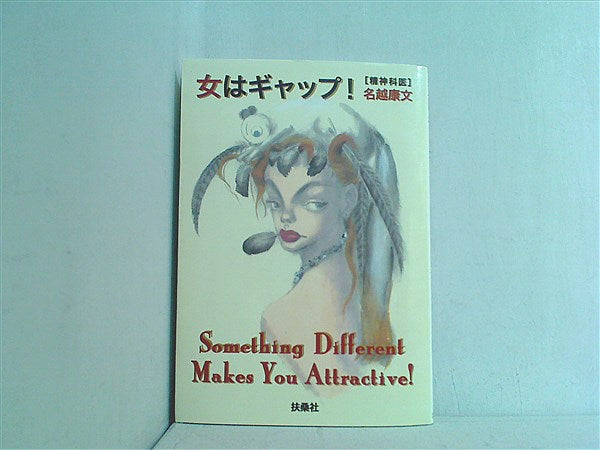 女はギャップ!
[精神科医]
名越康文
Something Different
Makes You Attractive!
扶桑社